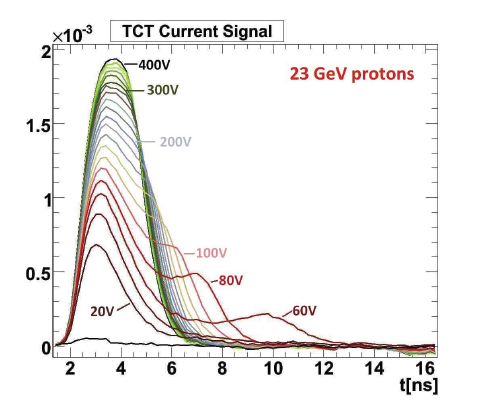 TCT Current Signal
×10⁻³
2
400V
23 GeV protons
300V
1.5
200V
1
100V
0.5
80V
20V
60V
0
2 4 6 8 10 12 14 16
t[ns]